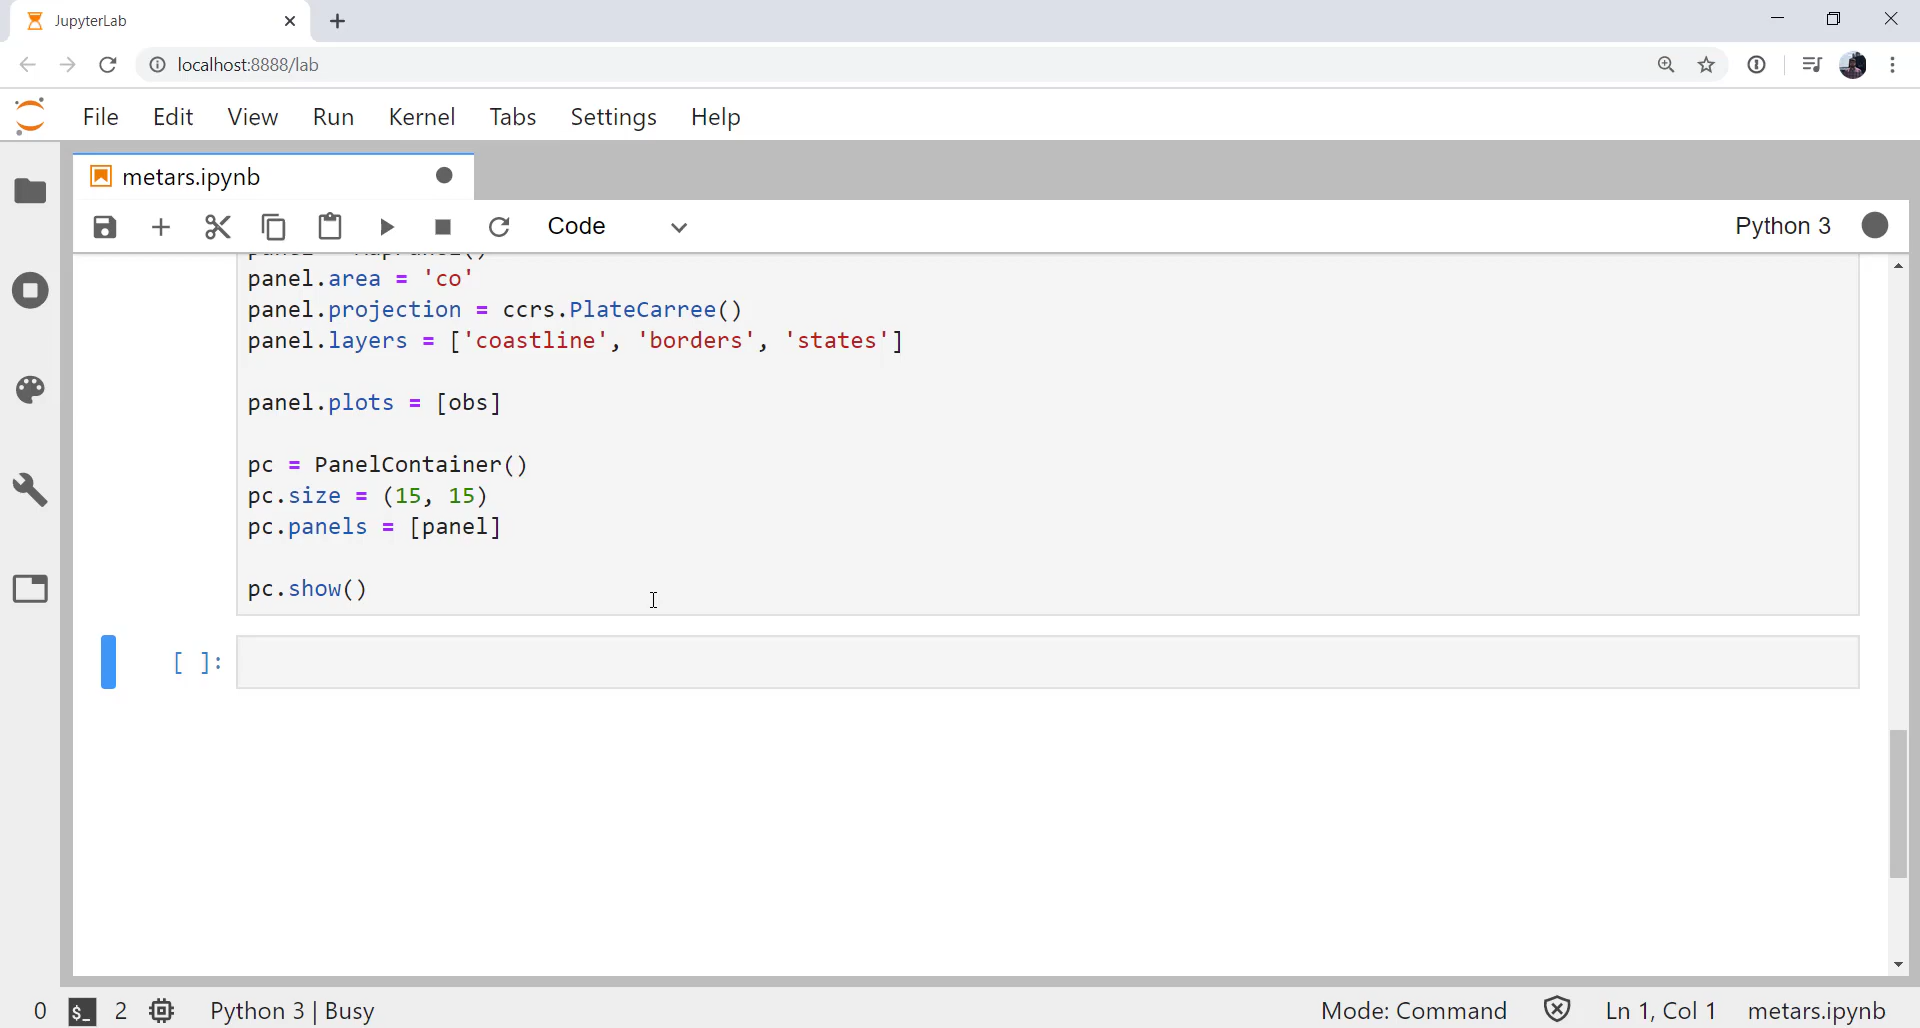 JupyterLab
localhost:8888/lab
File Edit View Run Kernel Tabs Settings Help
metars.ipynb
Code
Python 3
panel.area = 'co'
panel.projection = ccrs.PlateCarree()
panel.layers = ['coastline', 'borders', 'states']
panel.plots = [obs]
pc = PanelContainer()
pc.size = (15, 15)
pc.panels = [panel]
pc.show()
[ ]:
0 $_ 2 Python 3 | Busy Mode: Command Ln 1, Col 1 metars.ipynb